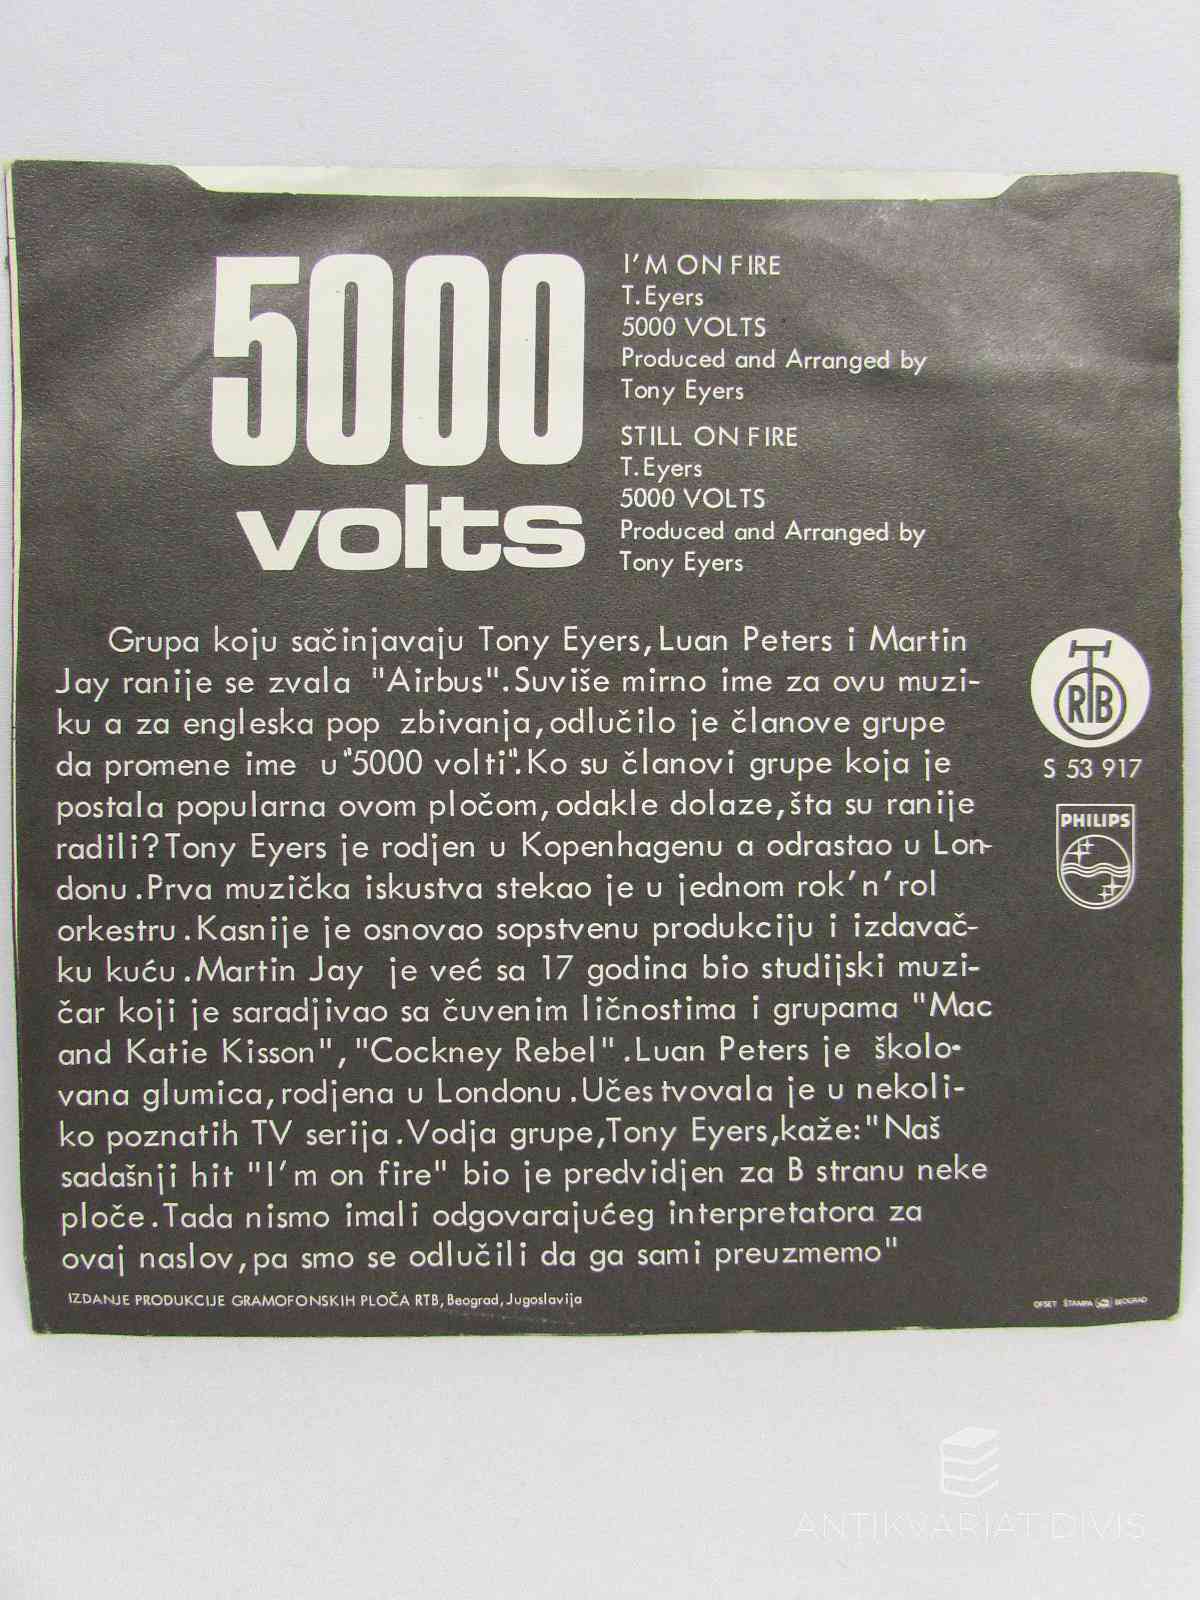 5000
volts
I'M ON FIRE
T.Eyers
5000 VOLTS
Produced and Arranged by
Tony Eyers
STILL ON FIRE
T.Eyers
5000 VOLTS
Produced and Arranged by
Tony Eyers
Grupa koju sačinjavaju Tony Eyers,Luan Peters i Martin
Jay ranije se zvala "Airbus".Suviše mirno ime za ovu muzi-
ku a za engleska pop zbivanja,odlučilo je članove grupe
da promene ime u"5000 volti".Ko su članovi grupe koja je
postala popularna ovom pločom,odakle dolaze,šta su ranije
radili?Tony Eyers je rodjen u Kopenhagenu a odrastao u Lon-
donu.Prva muzička iskustva stekao je u jednom rok'n'rol
orkestru.Kasnije je osnovao sopstvenu produkciju i izdavač-
ku kuću.Martin Jay je već sa 17 godina bio studijski muzi-
čar koji je saradjivao sa čuvenim ličnostima i grupama "Mac
and Katie Kisson","Cockney Rebel".Luan Peters je školo-
vana glumica,rodjena u Londonu.Učestvovala je u nekoli-
ko poznatih TV serija.Vodja grupe,Tony Eyers,kaže:"Naš
sadašnji hit "I'm on fire" bio je predvidjen za B stranu neke
ploče.Tada nismo imali odgovarajućeg interpretatora za
ovaj naslov,pa smo se odlučili da ga sami preuzmemo"
RTB
S 53 917
PHILIPS
IZDANJE PRODUKCIJE GRAMOFONSKIH PLOČA RTB,Beograd,Jugoslavija
OFSET ŠTAMPA BEOGRAD
ANTIKVARIAT DIVIS